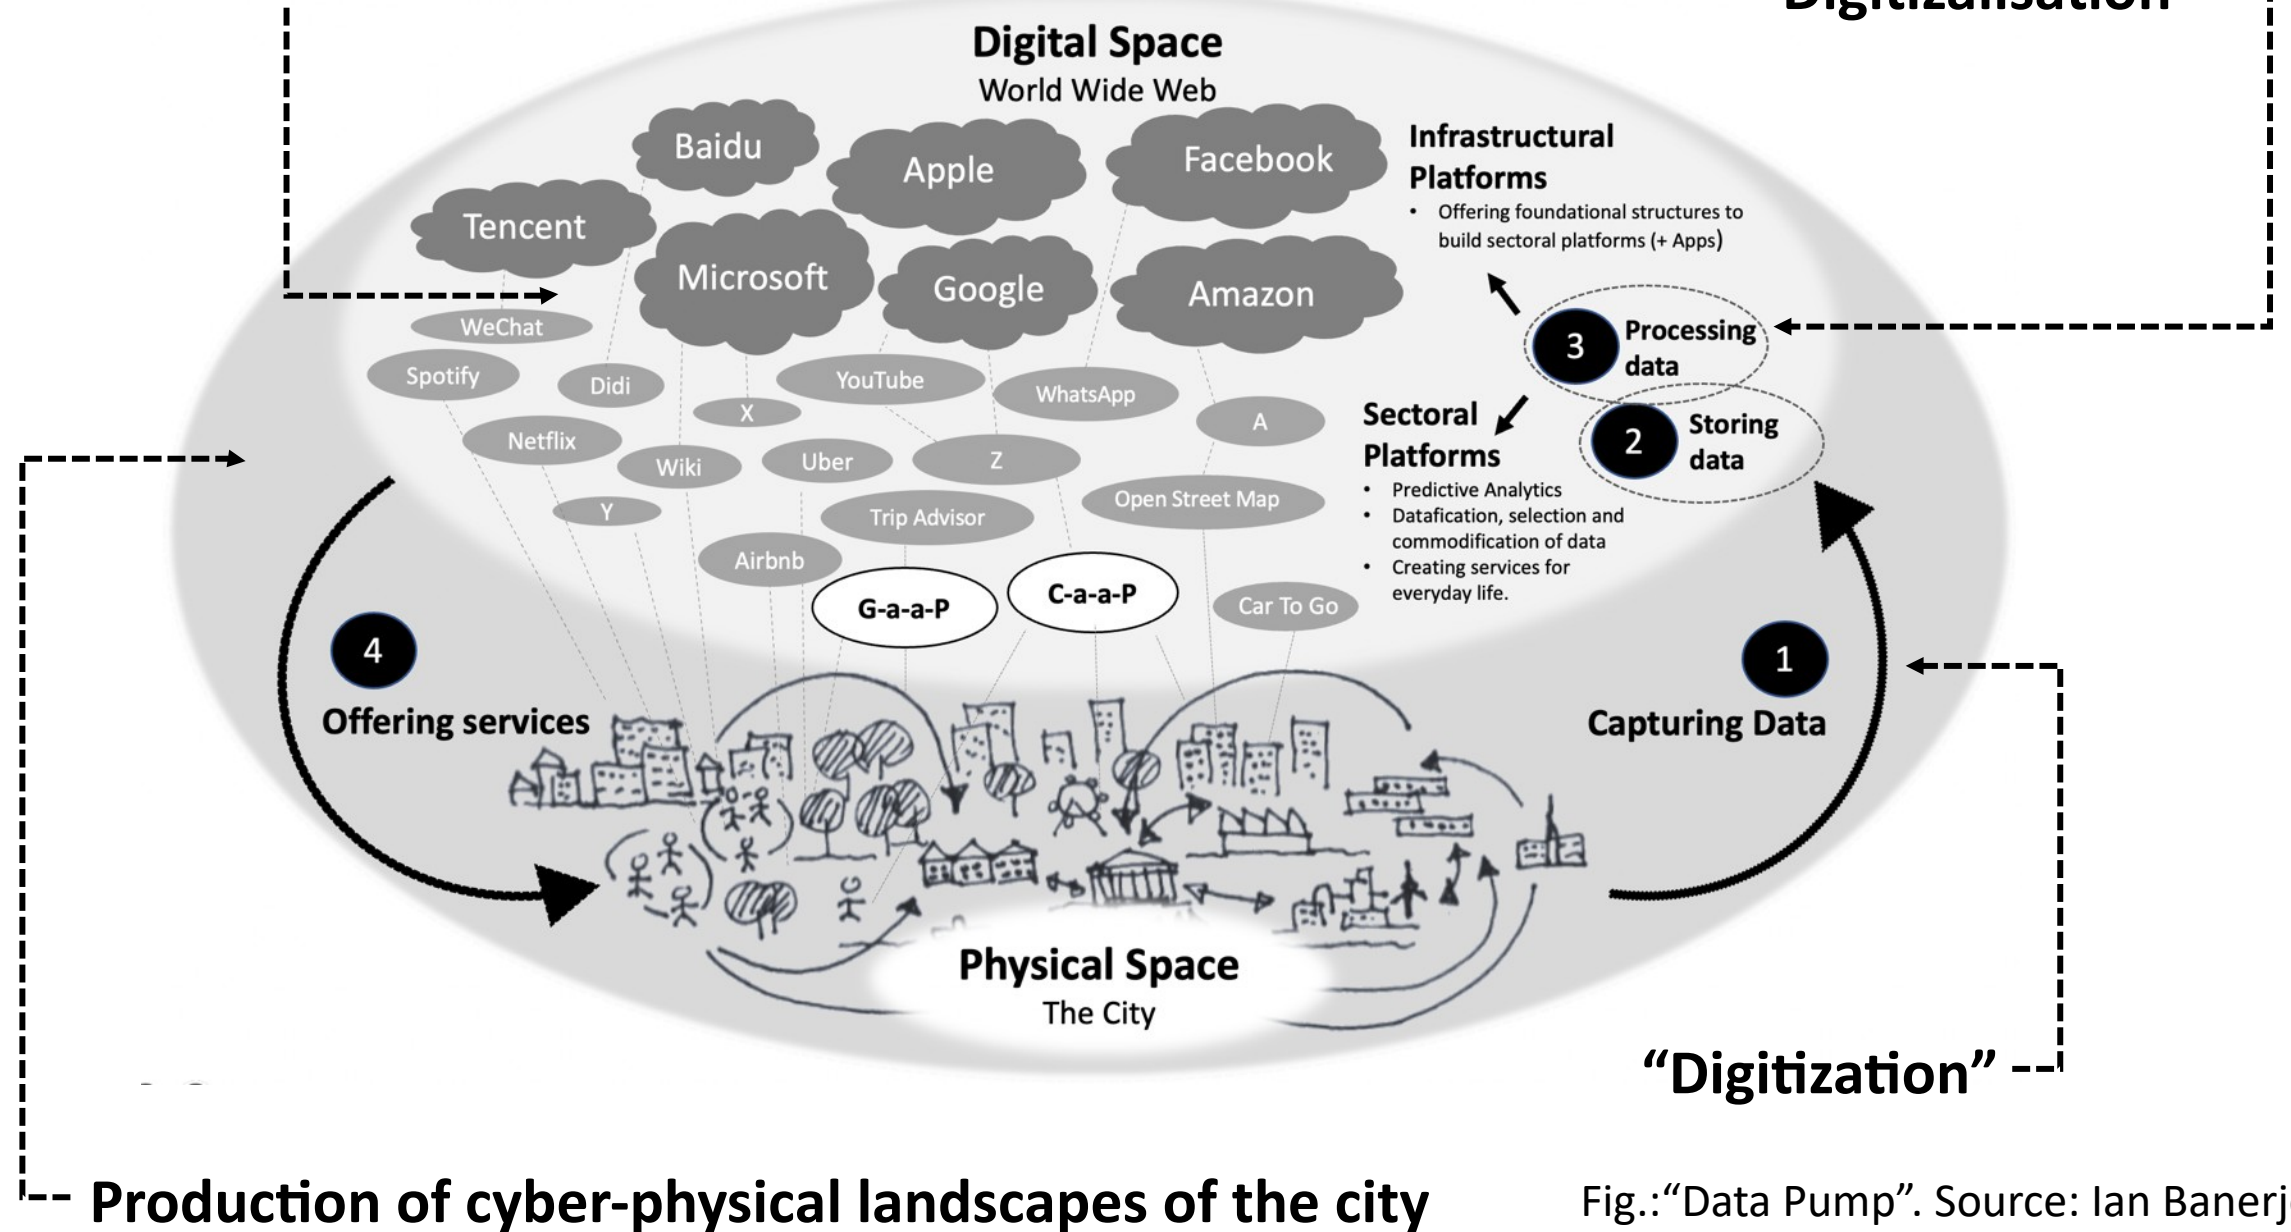 Digitizalisation
Digital Space
World Wide Web
Baidu
Apple
Facebook
Tencent
Microsoft
Google
Amazon
Infrastructural
Platforms
• Offering foundational structures to
build sectoral platforms (+ Apps)
3
Processing
data
2
Storing
data
WeChat
Spotify
Didi
X
YouTube
WhatsApp
A
Netflix
Wiki
Uber
Z
Y
Trip Advisor
Open Street Map
Airbnb
G-a-a-P
C-a-a-P
Car To Go
Sectoral
Platforms
• Predictive Analytics
• Datafication, selection and
commodification of data
• Creating services for
everyday life.
4
Offering services
1
Capturing Data
Physical Space
The City
“Digitization”
Production of cyber-physical landscapes of the city
Fig.:“Data Pump”. Source: Ian Banerj